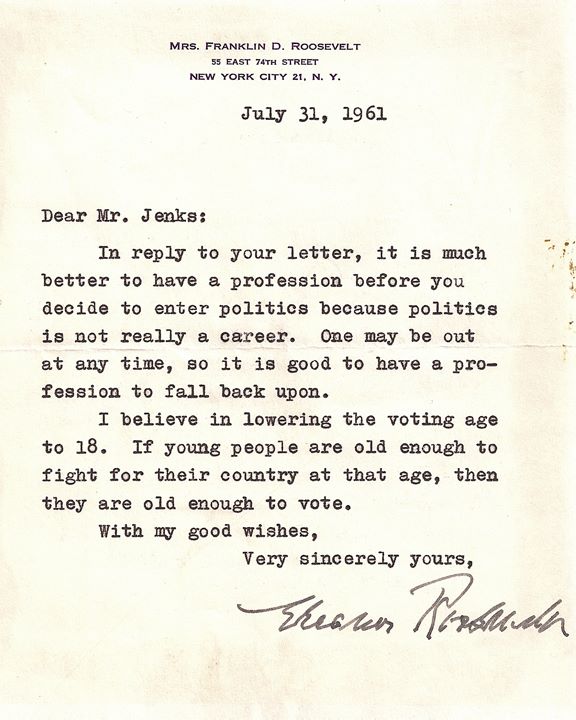 MRS. FRANKLIN D. ROOSEVELT
55 EAST 74TH STREET
NEW YORK CITY 21, N. Y.
July 31, 1961
Dear Mr. Jenks:
In reply to your letter, it is much
better to have a profession before you
decide to enter politics because politics
is not really a career.  One may be out
at any time, so it is good to have a pro-
fession to fall back upon.
I believe in lowering the voting age
to 18.  If young people are old enough to
fight for their country at that age, then
they are old enough to vote.
With my good wishes,
Very sincerely yours,
Eleanor Roosevelt